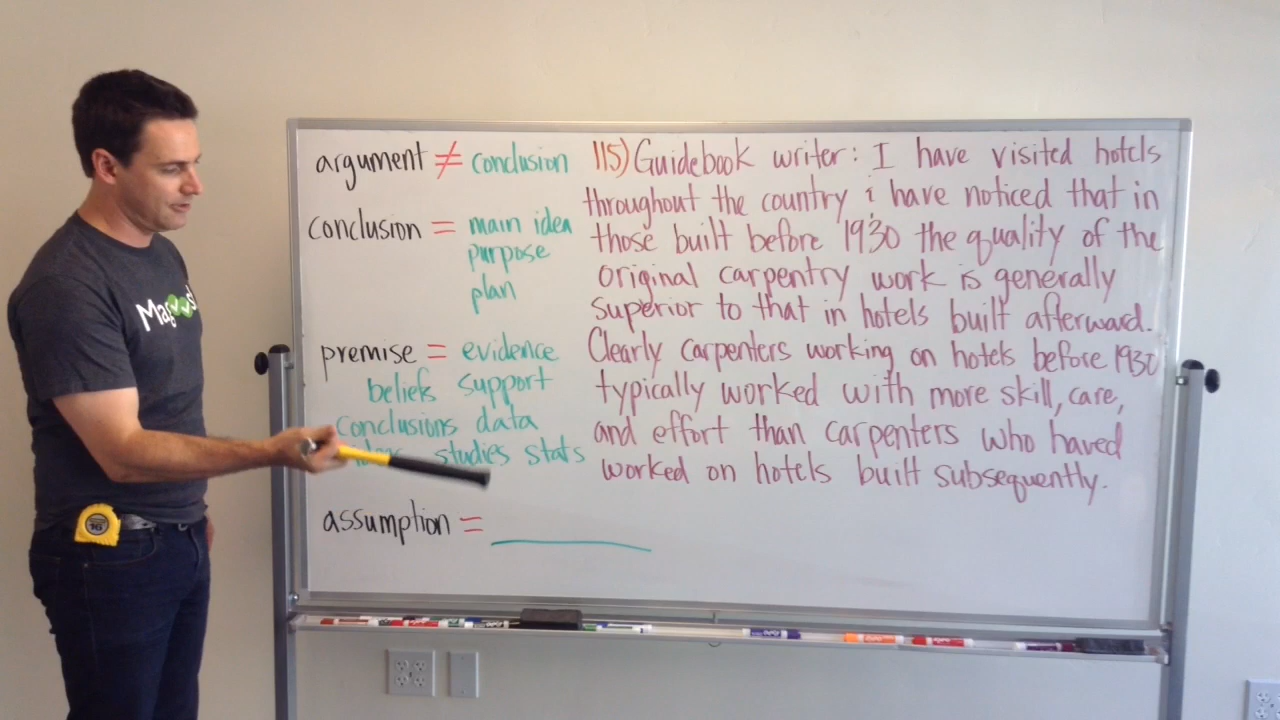 argument ≠ conclusion
conclusion = main idea
purpose
plan
premise = evidence
beliefs support
conclusions data
studies stats
assumption =
115) Guidebook writer: I have visited hotels
throughout the country & have noticed that in
those built before 1930 the quality of the
original carpentry work is generally
superior to that in hotels built afterward.
Clearly carpenters working on hotels before 1930
typically worked with more skill, care,
and effort than carpenters who haved
worked on hotels built subsequently.
16